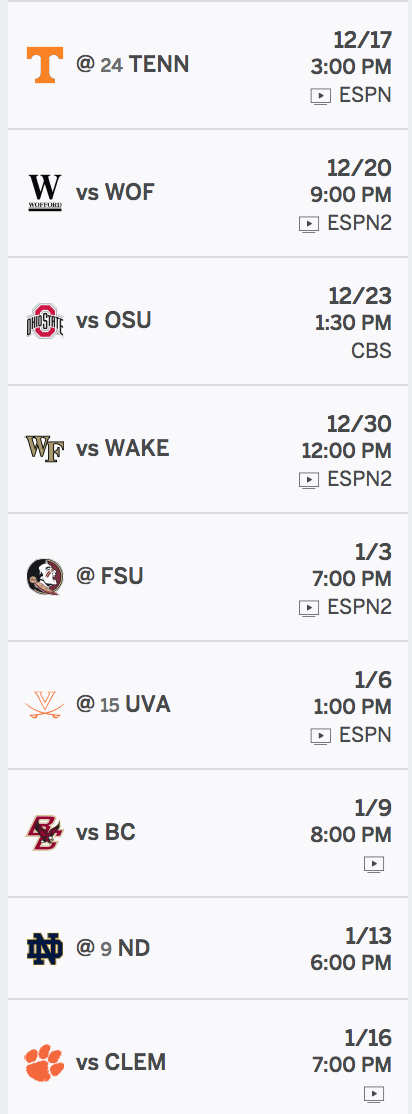 12/17
@ 24 TENN
3:00 PM
ESPN
12/20
W
WOFFORD
vs WOF
9:00 PM
ESPN2
12/23
OHIO STATE
vs OSU
1:30 PM
CBS
12/30
WF
vs WAKE
12:00 PM
ESPN2
1/3
@ FSU
7:00 PM
ESPN2
1/6
@ 15 UVA
1:00 PM
ESPN
1/9
BC
vs BC
8:00 PM
1/13
ND
@ 9 ND
6:00 PM
1/16
vs CLEM
7:00 PM